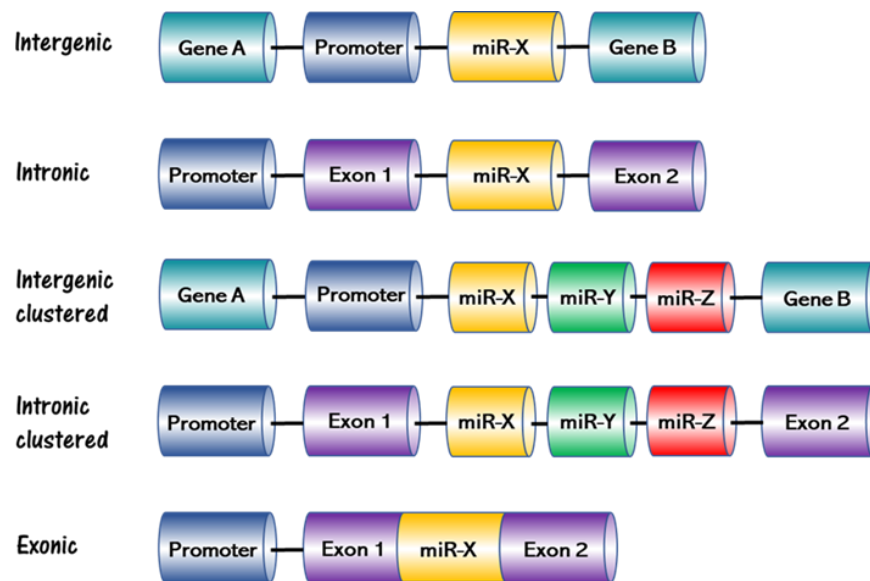 Intergenic Gene A Promoter miR-X Gene B
Intronic Promoter Exon 1 miR-X Exon 2
Intergenic
clustered Gene A Promoter miR-X miR-Y miR-Z Gene B
Intronic
clustered Promoter Exon 1 miR-X miR-Y miR-Z Exon 2
Exonic Promoter Exon 1 miR-X Exon 2